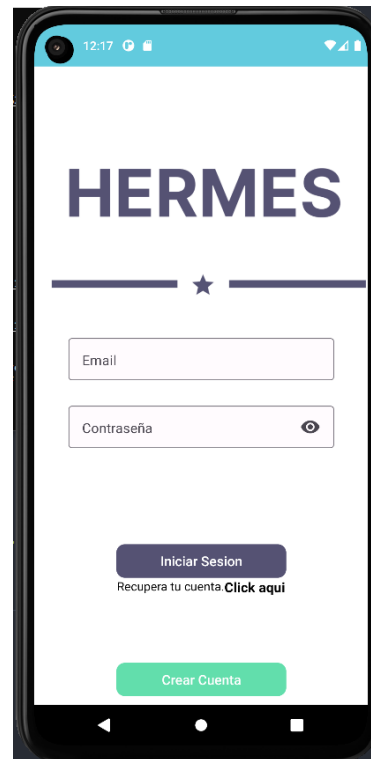 12:17
HERMES
Email
Contraseña
Iniciar Sesion
Recupera tu cuenta.Click aqui
Crear Cuenta